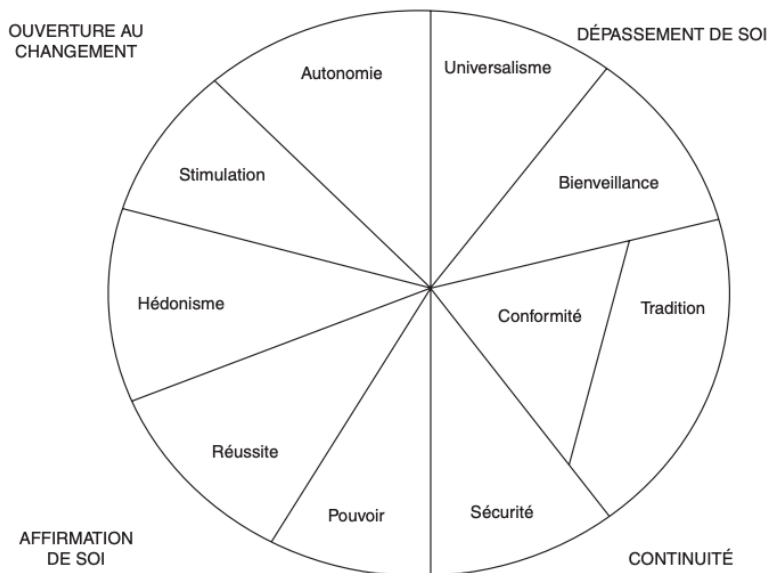 OUVERTURE AU
CHANGEMENT
DÉPASSEMENT DE SOI
Autonomie
Universalisme
Stimulation
Bienveillance
Hédonisme
Conformité
Tradition
Réussite
Pouvoir
Sécurité
AFFIRMATION
DE SOI
CONTINUITÉ